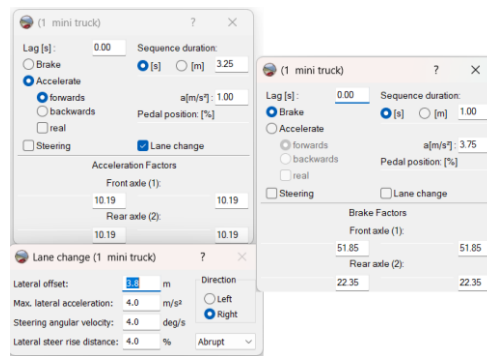 (1 mini truck) ? ×
Lag [s] : 0.00 Sequence duration:
Brake [s] [m] 3.25
Accelerate
forwards a[m/s²] : 1.00
backwards Pedal position: [%]
real
Steering Lane change
Acceleration Factors
Front axle (1):
10.19 10.19
Rear axle (2):
10.19 10.19
Lane change (1 mini truck) ? ×
Lateral offset: 3.8 m Direction
Max. lateral acceleration: 4.0 m/s² Left
Steering angular velocity: 4.0 deg/s Right
Lateral steer rise distance: 4.0 % Abrupt
(1 mini truck) ? ×
Lag [s] : 0.00 Sequence duration:
Brake [s] [m] 1.00
Accelerate
forwards a[m/s²] : 3.75
backwards Pedal position: [%]
real
Steering Lane change
Brake Factors
Front axle (1):
51.85 51.85
Rear axle (2):
22.35 22.35